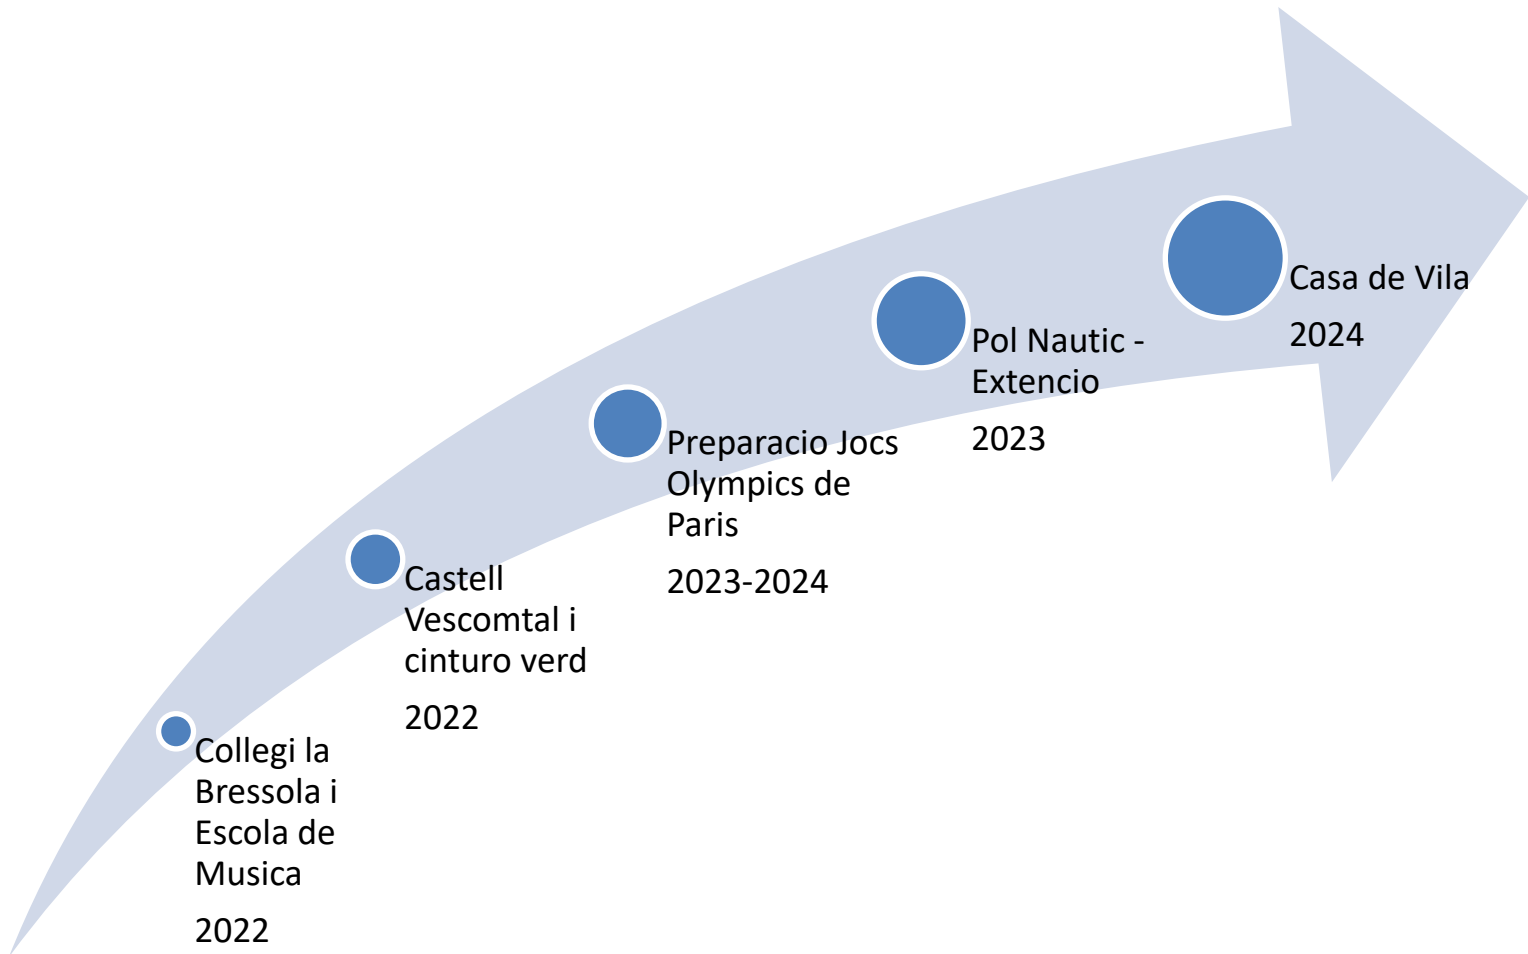 Collegi la
Bressola i
Escola de
Musica
2022
Castell
Vescomtal i
cinturo verd
2022
Preparacio Jocs
Olympics de
Paris
2023-2024
Pol Nautic -
Extencio
2023
Casa de Vila
2024